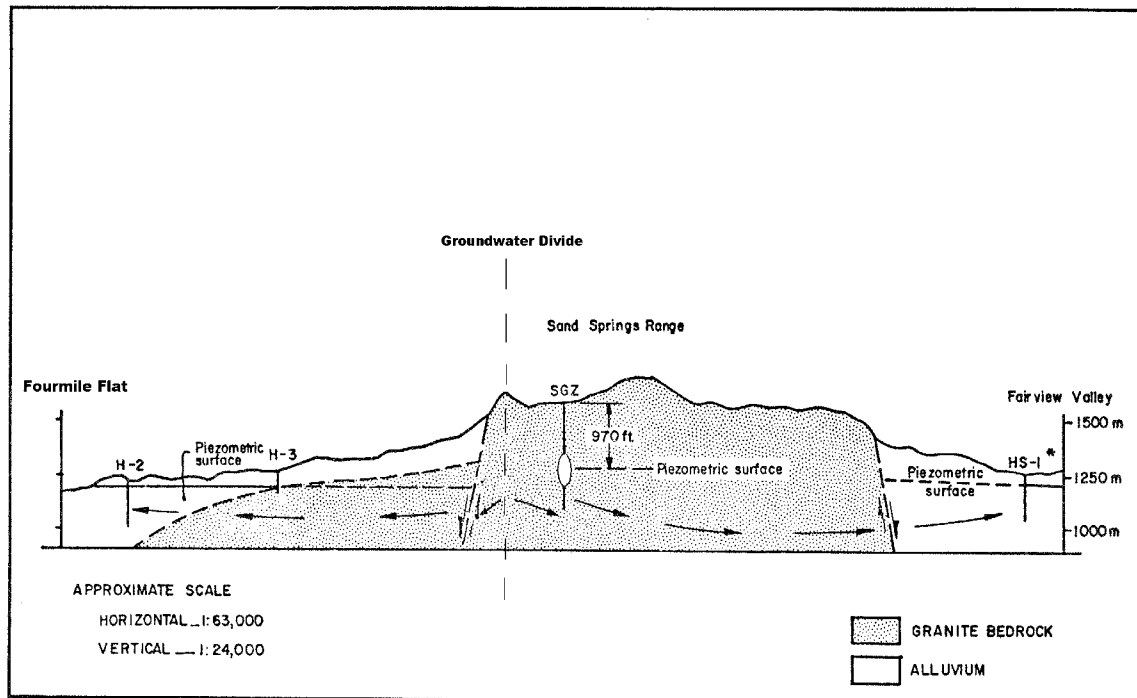 Groundwater Divide
Sand Springs Range
Fourmile Flat
SGZ
Fairview Valley
1500 m
970 ft.
H-2
Piezometric
surface
H-3
Piezometric surface
Piezometric
surface
HS-1 *
1250 m
1000 m
APPROXIMATE SCALE
HORIZONTAL _ 1: 63,000
VERTICAL __ 1: 24,000
GRANITE BEDROCK
ALLUVIUM